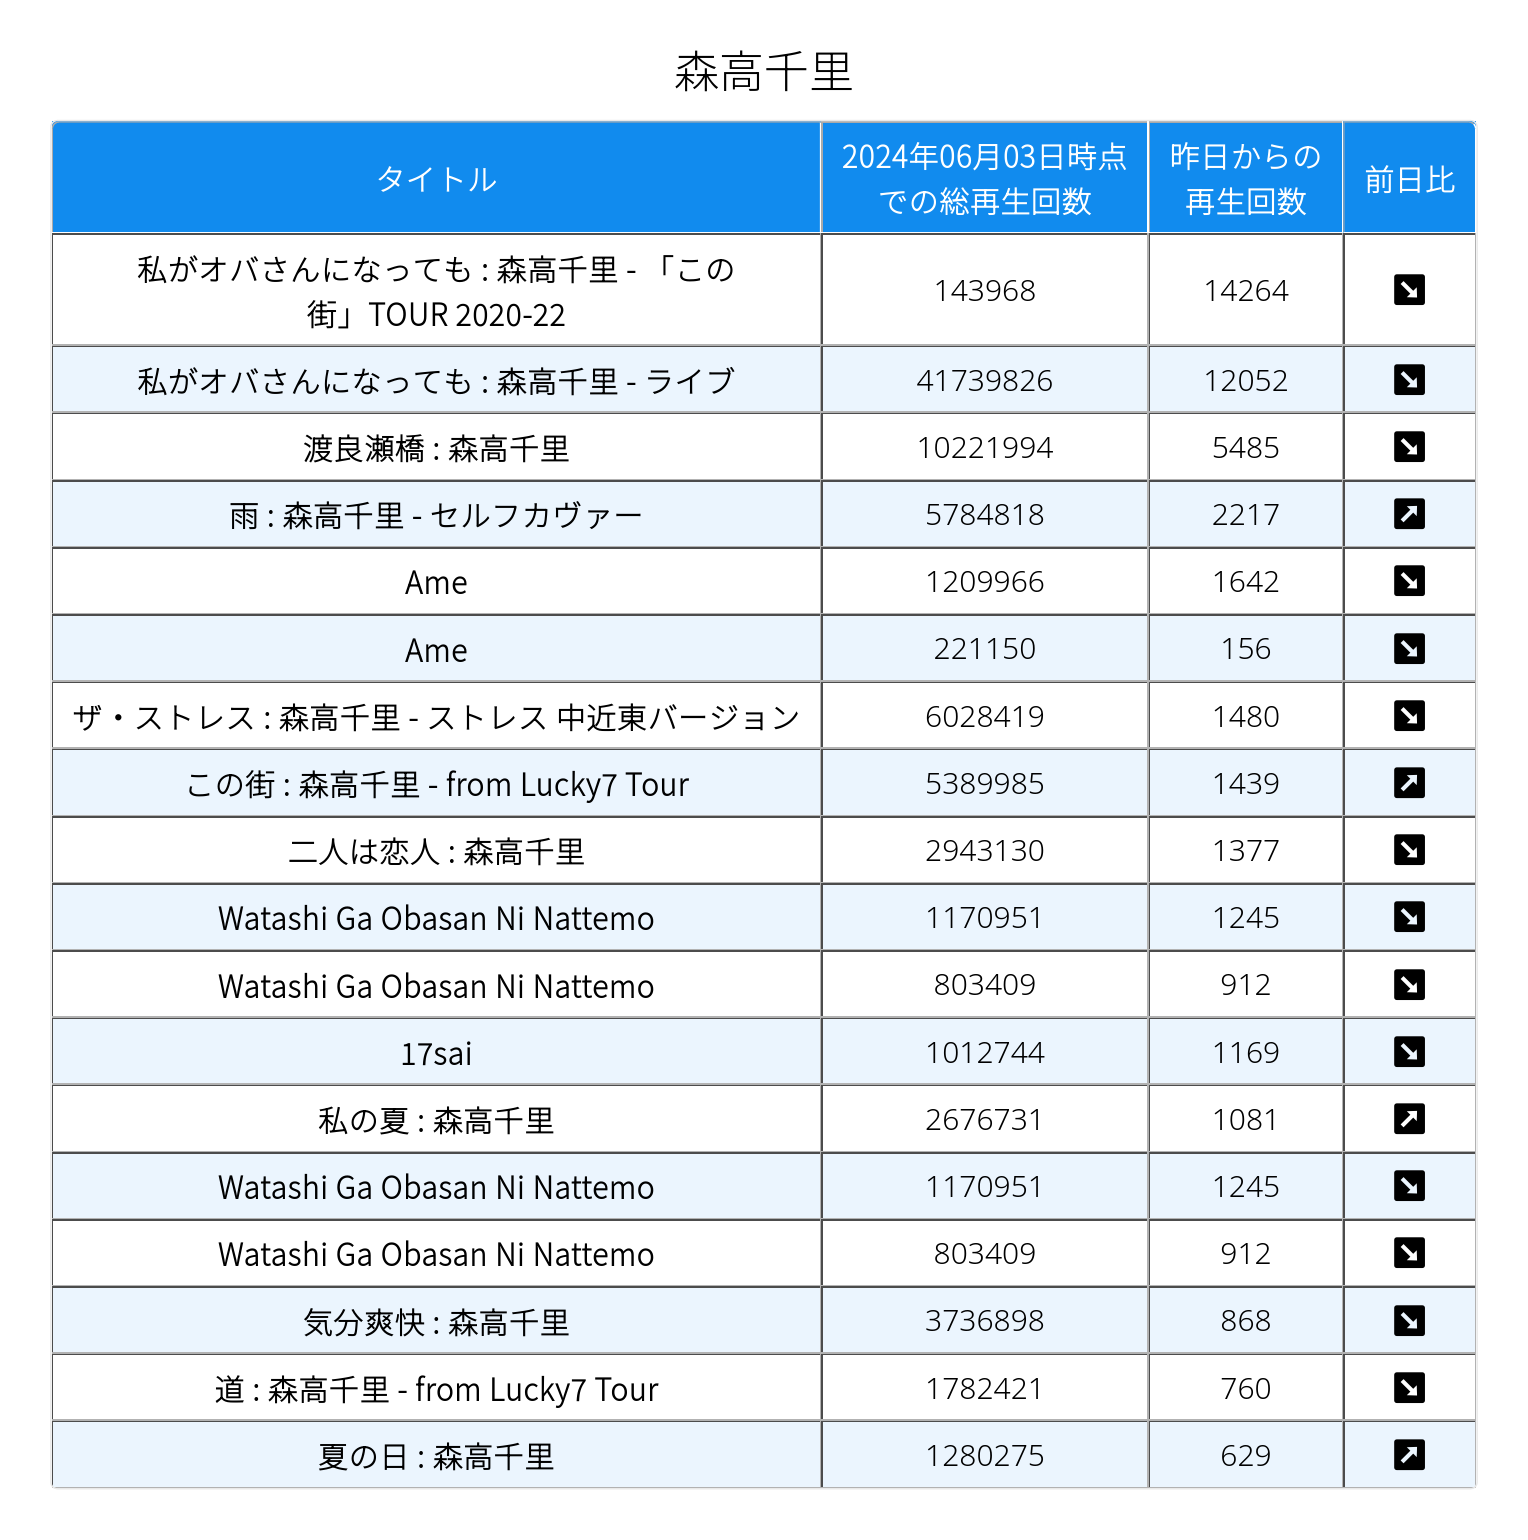 森高千里
タイトル
2024年06月03日時点
での総再生回数
昨日からの
再生回数
前日比
私がオバさんになっても : 森高千里 - 「この
街」TOUR 2020-22
143968
14264
私がオバさんになっても : 森高千里 - ライブ
41739826
12052
渡良瀬橋 : 森高千里
10221994
5485
雨 : 森高千里 - セルフカヴァー
5784818
2217
Ame
1209966
1642
Ame
221150
156
ザ・ストレス : 森高千里 - ストレス 中近東バージョン
6028419
1480
この街 : 森高千里 - from Lucky7 Tour
5389985
1439
二人は恋人 : 森高千里
2943130
1377
Watashi Ga Obasan Ni Nattemo
1170951
1245
Watashi Ga Obasan Ni Nattemo
803409
912
17sai
1012744
1169
私の夏 : 森高千里
2676731
1081
Watashi Ga Obasan Ni Nattemo
1170951
1245
Watashi Ga Obasan Ni Nattemo
803409
912
気分爽快 : 森高千里
3736898
868
道 : 森高千里 - from Lucky7 Tour
1782421
760
夏の日 : 森高千里
1280275
629